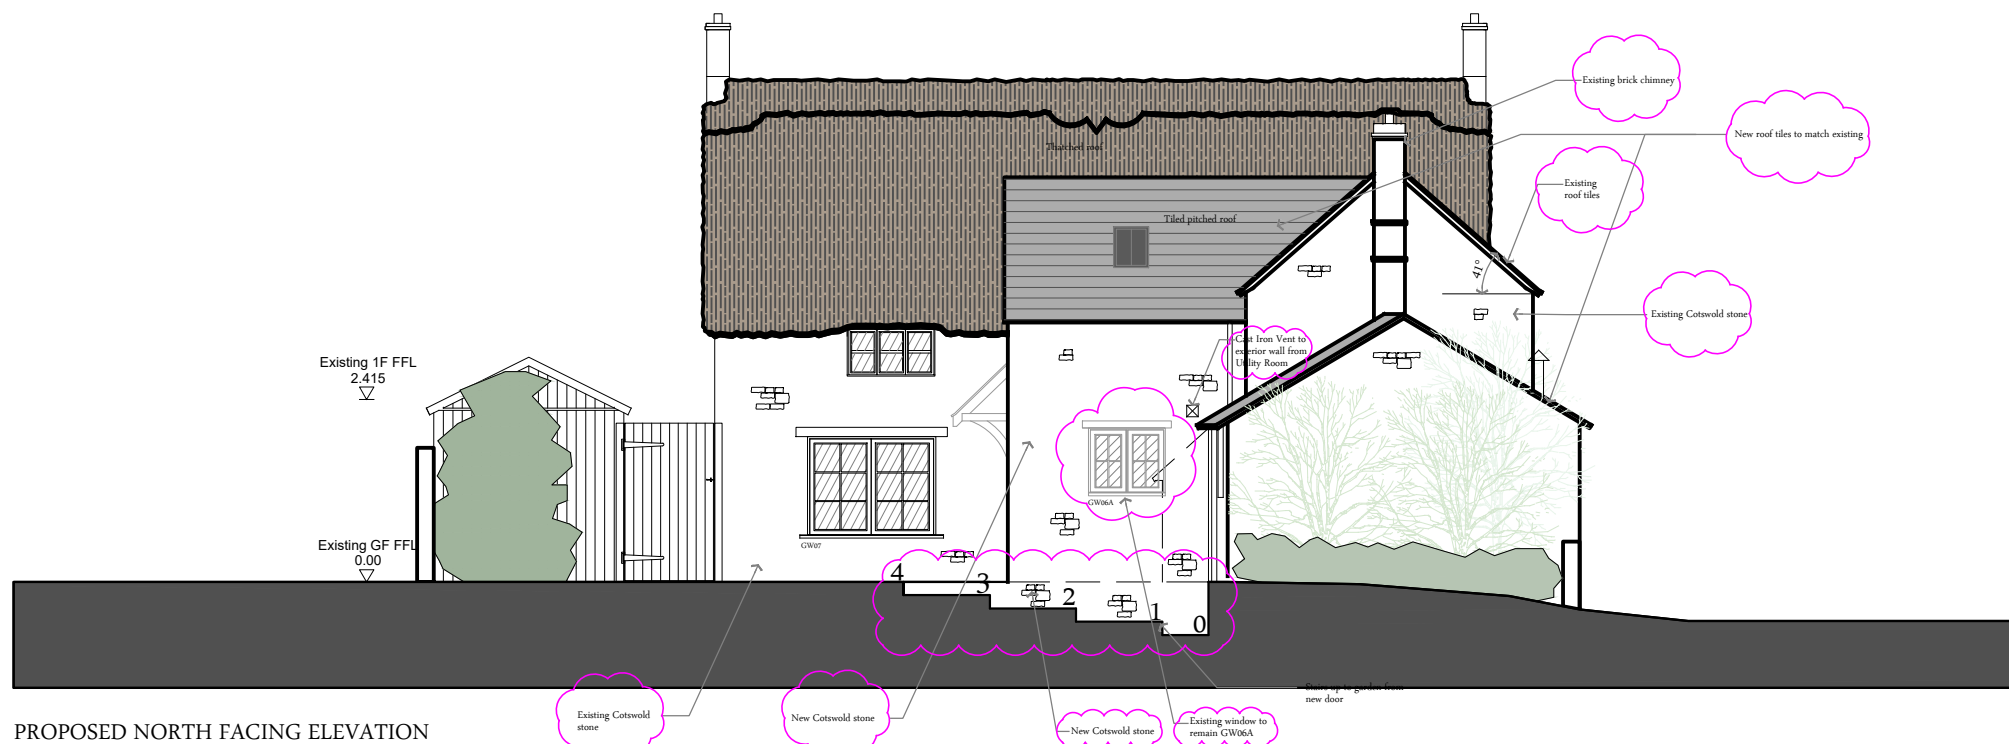 Existing brick chimney
New roof tiles to match existing
Thatched roof
Existing
roof tiles
Tiled pitched roof
41°
Existing Cotswold stone
Cast Iron Vent to
exterior wall from
Utility Room
Existing 1F FFL
2.415
GW06A
GW07
Existing GF FFL
0.00
4
3
2
1
0
Stairs up to garden from
new door
Existing Cotswold
stone
New Cotswold stone
New Cotswold stone
Existing window to
remain GW06A
PROPOSED NORTH FACING ELEVATION